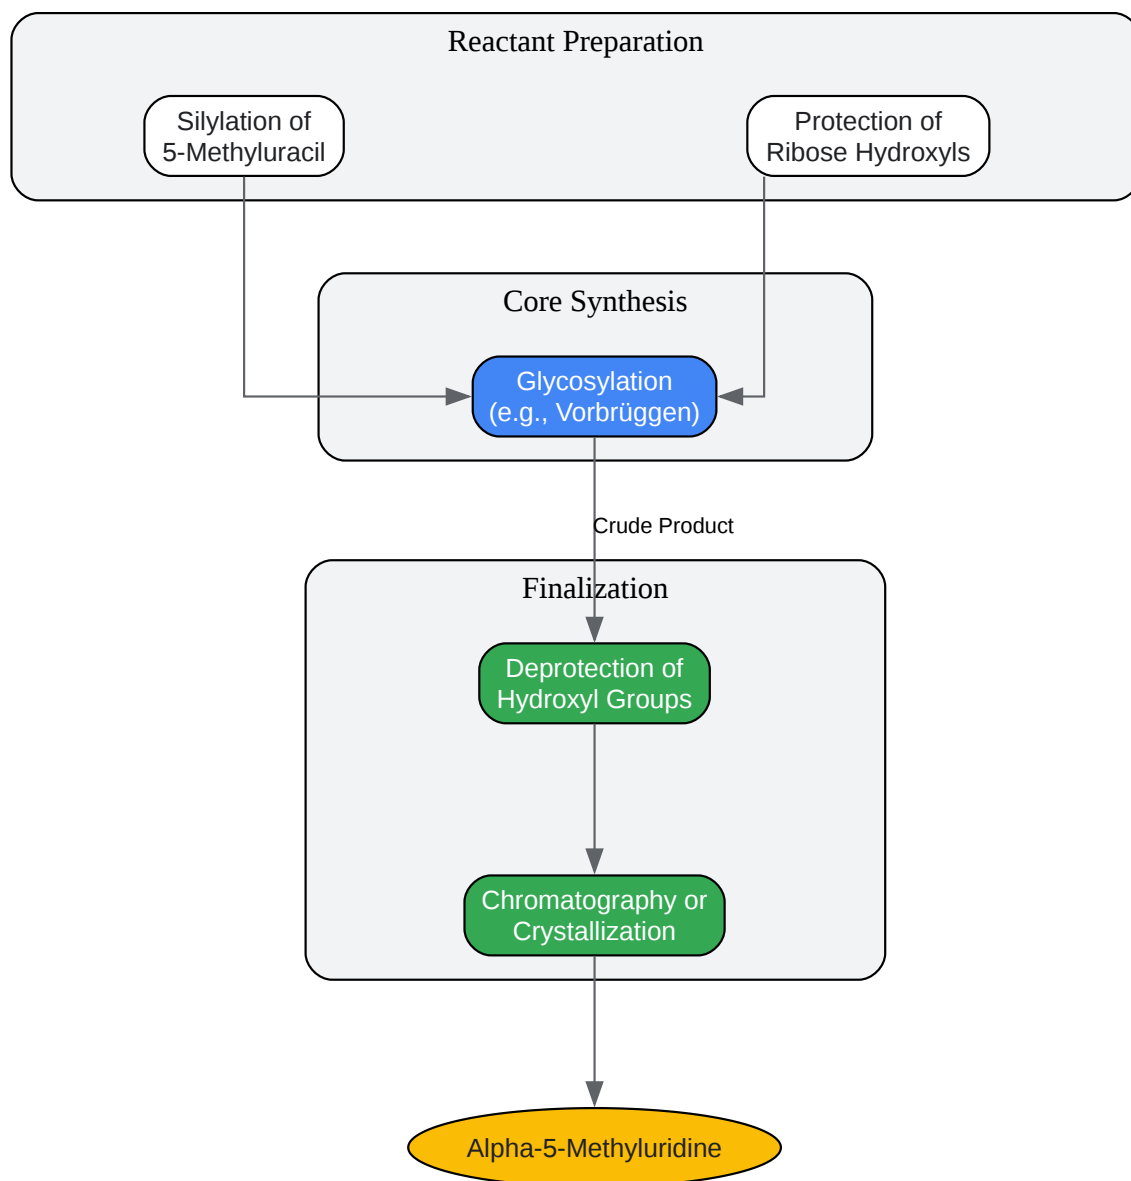 Reactant Preparation
Silylation of
5-Methyluracil
Protection of
Ribose Hydroxyls
Core Synthesis
Glycosylation
(e.g., Vorbrüggen)
Crude Product
Finalization
Deprotection of
Hydroxyl Groups
Chromatography or
Crystallization
Alpha-5-Methyluridine